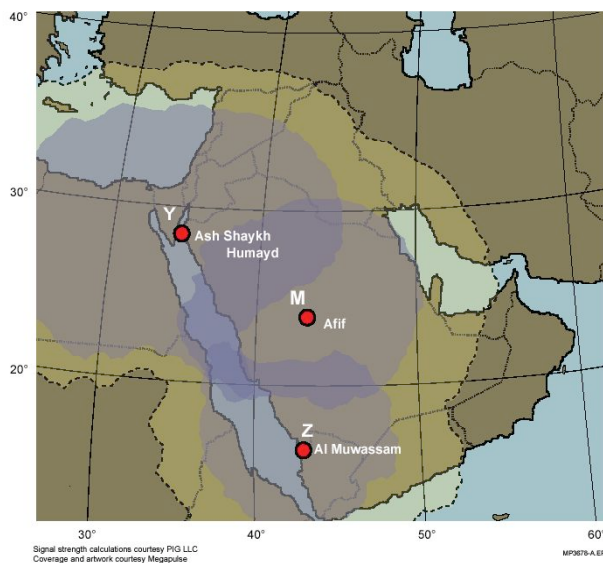 40°
30°
20°
Y
Ash Shaykh
Humayd
M
Afif
Z
Al Muwassam
30°
40°
50°
60°
Signal strength calculations courtesy PIG LLC
Coverage and artwork courtesy Megapulse